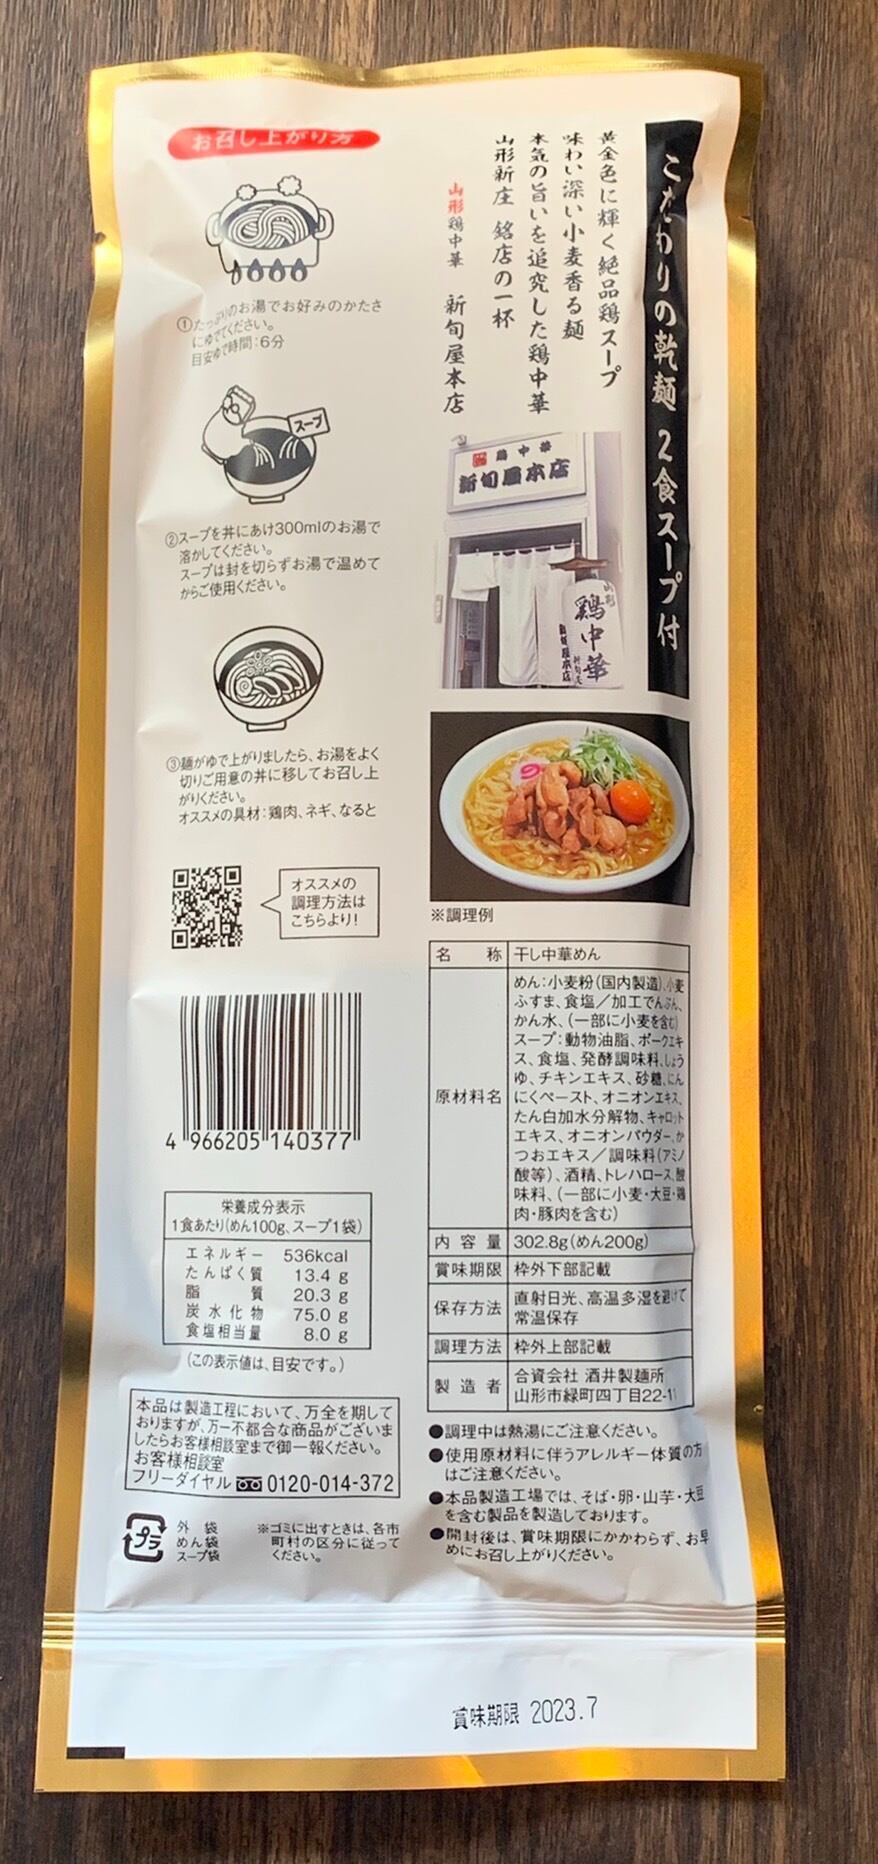 こだわりの乾麺 2食スープ付
黄金色に輝く絶品鶏スープ
味わい深い小麦香る麺
本気の旨いを追究した鶏中華
山形新庄 銘店の一杯
山形鶏中華 新旬屋本店
鶏中華
新旬屋本店
山形
鶏中華
新旬屋本店
お召し上がり方
①たっぷりのお湯でお好みのかたさ
にゆでてください。
目安ゆで時間：6分
スープ
②スープを丼にあけ300mlのお湯で
溶かしてください。
スープは封を切らずお湯で温めて
からご使用ください。
③麺がゆで上がりましたら、お湯をよく
切りご用意の丼に移してお召し上
がりください。
オススメの具材：鶏肉、ネギ、なると
オススメの
調理方法は
こちらより!
4 966205 140377
栄養成分表示
1食あたり(めん100g、スープ1袋)
エネルギー 536kcal
たんぱく質 13.4 g
脂質 20.3 g
炭水化物 75.0 g
食塩相当量 8.0 g
(この表示値は、目安です。)
本品は製造工程において、万全を期して
おりますが、万一不都合な商品がございま
したらお客様相談室まで御一報ください。
お客様相談室
フリーダイヤル 0120-014-372
プラ
外袋
めん袋
スープ袋
※ゴミに出すときは、各市
町村の区分に従って
ください。
※調理例
名称 干し中華めん
原材料名
めん：小麦粉(国内製造)、小麦
ふすま、食塩／加工でんぷん、
かん水、(一部に小麦を含む)
スープ：動物油脂、ポークエキ
ス、食塩、発酵調味料、しょう
ゆ、チキンエキス、砂糖、にん
にくペースト、オニオンエキス、
たん白加水分解物、キャロット
エキス、オニオンパウダー、か
つおエキス／調味料(アミノ
酸等)、酒精、トレハロース、酸
味料、(一部に小麦・大豆・鶏
肉・豚肉を含む)
内容量 302.8g(めん200g)
賞味期限 枠外下部記載
保存方法 直射日光、高温多湿を避けて
常温保存
調理方法 枠外上部記載
製造者 合資会社 酒井製麺所
山形市緑町四丁目22-11
●調理中は熱湯にご注意ください。
●使用原材料に伴うアレルギー体質の方
はご注意ください。
●本品製造工場では、そば・卵・山芋・大豆
を含む製品を製造しております。
●開封後は、賞味期限にかかわらず、お早
めにお召し上がりください。
賞味期限 2023.7